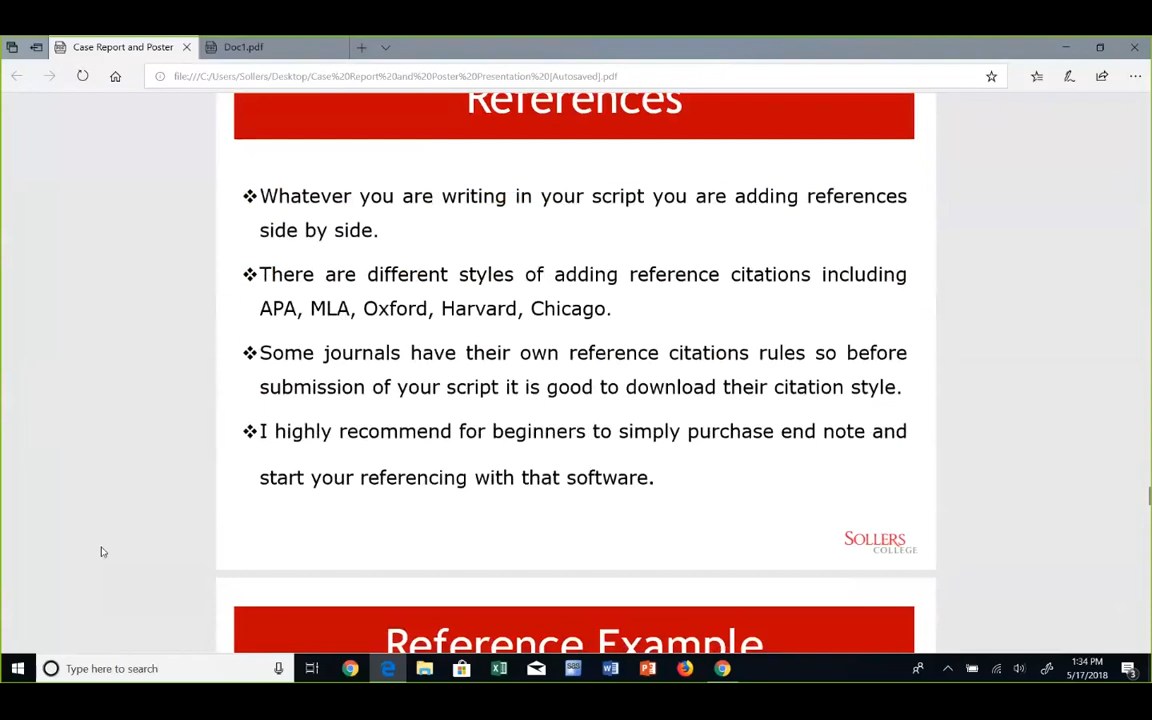 Case Report and Poster
Doc1.pdf
file:///C:/Users/Sollers/Desktop/Case%20Report%20and%20Poster%20Presentation%20[Autosaved].pdf
References
❖Whatever you are writing in your script you are adding references
side by side.
❖There are different styles of adding reference citations including
APA, MLA, Oxford, Harvard, Chicago.
❖Some journals have their own reference citations rules so before
submission of your script it is good to download their citation style.
❖I highly recommend for beginners to simply purchase end note and
start your referencing with that software.
SOLLERS
COLLEGE
Reference Example
Type here to search
1:34 PM
5/17/2018
3